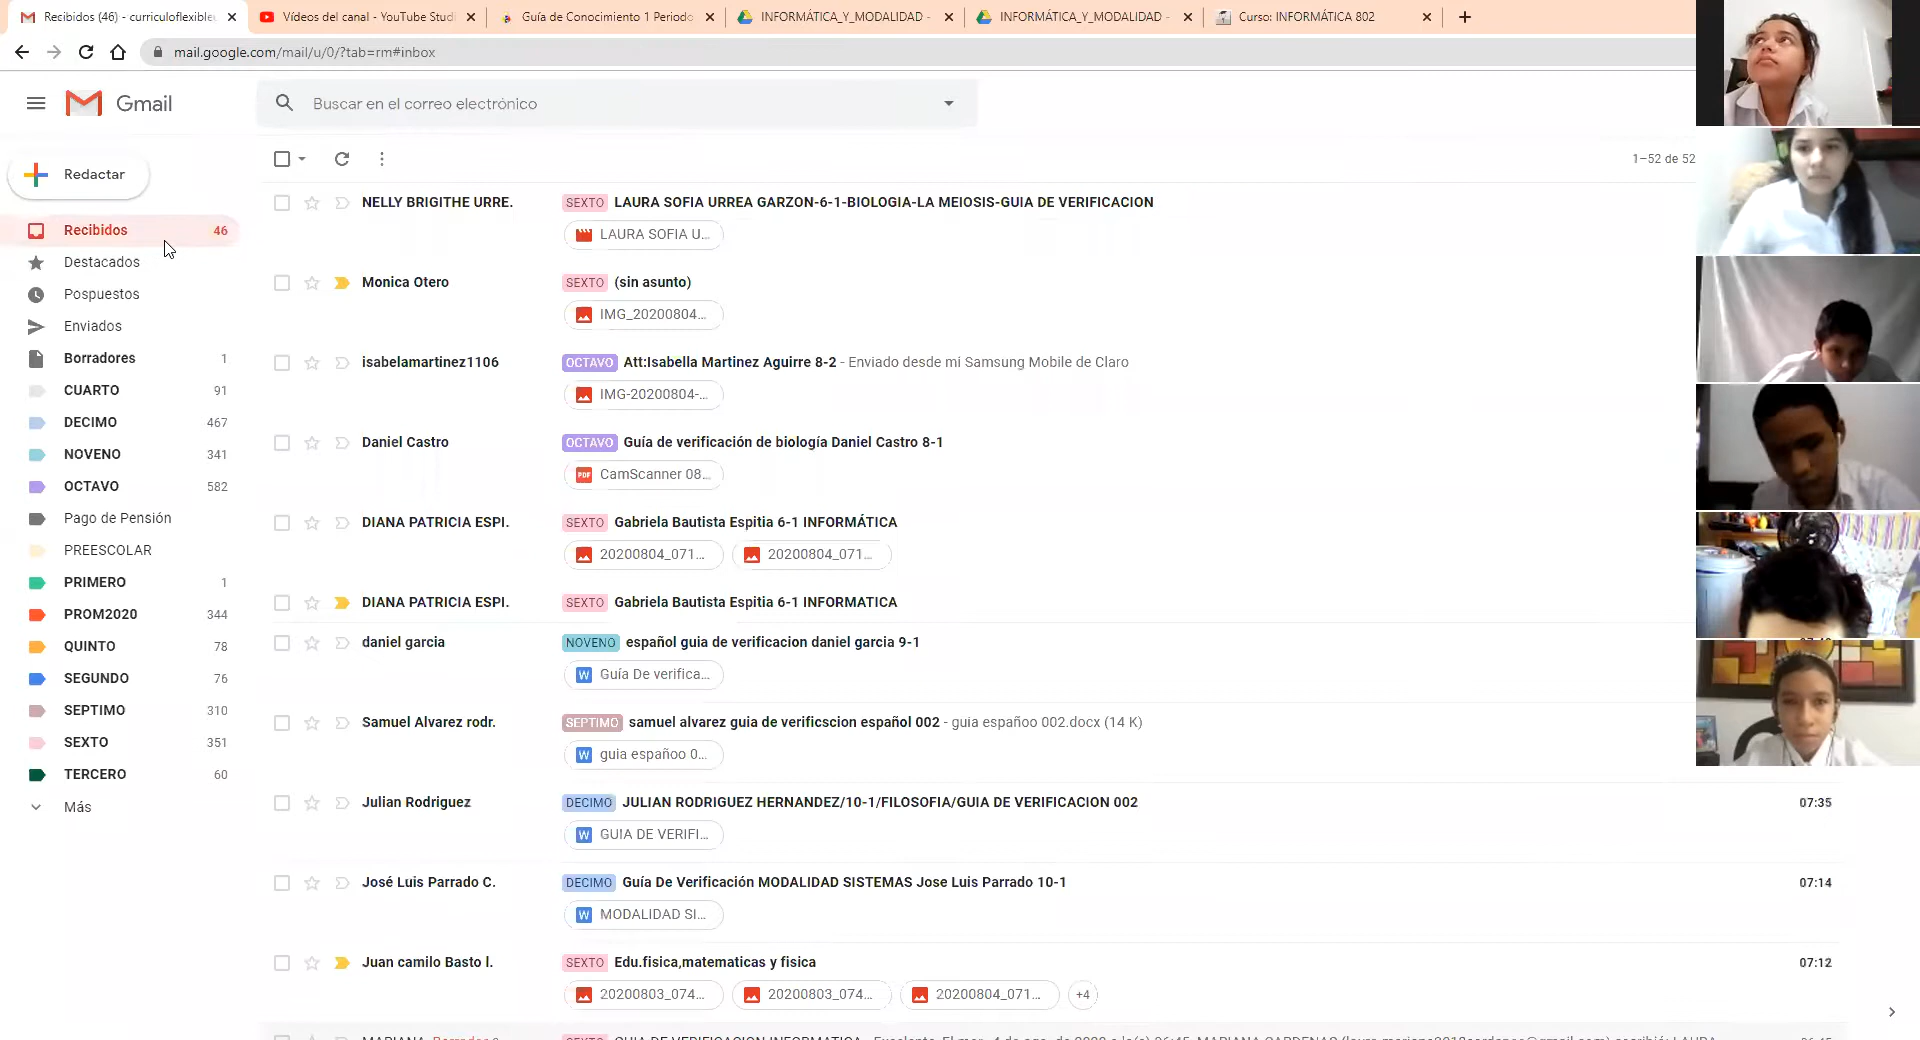 Recibidos (46) - curriculoflexible
Vídeos del canal - YouTube Studi
Guía de Conocimiento 1 Periodo
INFORMÁTICA_Y_MODALIDAD -
INFORMÁTICA_Y_MODALIDAD -
Curso: INFORMÁTICA 802
mail.google.com/mail/u/0/?tab=rm#inbox
Gmail
Buscar en el correo electrónico
1–52 de 52
Redactar
Recibidos 46
Destacados
Pospuestos
Enviados
Borradores 1
CUARTO 91
DECIMO 467
NOVENO 341
OCTAVO 582
Pago de Pensión
PREESCOLAR
PRIMERO 1
PROM2020 344
QUINTO 78
SEGUNDO 76
SEPTIMO 310
SEXTO 351
TERCERO 60
Más
NELLY BRIGITHE URRE. SEXTO LAURA SOFIA URREA GARZON-6-1-BIOLOGIA-LA MEIOSIS-GUIA DE VERIFICACION
LAURA SOFIA U...
Monica Otero SEXTO (sin asunto)
IMG_20200804...
isabelamartinez1106 OCTAVO Att:Isabella Martinez Aguirre 8-2 - Enviado desde mi Samsung Mobile de Claro
IMG-20200804-...
Daniel Castro OCTAVO Guía de verificación de biología Daniel Castro 8-1
PDF CamScanner 08...
DIANA PATRICIA ESPI. SEXTO Gabriela Bautista Espitia 6-1 INFORMÁTICA
20200804_071... 20200804_071...
DIANA PATRICIA ESPI. SEXTO Gabriela Bautista Espitia 6-1 INFORMATICA
daniel garcia NOVENO español guia de verificacion daniel garcia 9-1
W Guía De verifica...
Samuel Alvarez rodr. SEPTIMO samuel alvarez guia de verificscion español 002 - guia españoo 002.docx (14 K)
W guia españoo 0...
Julian Rodriguez DECIMO JULIAN RODRIGUEZ HERNANDEZ/10-1/FILOSOFIA/GUIA DE VERIFICACION 002 07:35
W GUIA DE VERIFI...
José Luis Parrado C. DECIMO Guía De Verificación MODALIDAD SISTEMAS Jose Luis Parrado 10-1 07:14
W MODALIDAD SI...
Juan camilo Basto l. SEXTO Edu.fisica,matematicas y fisica 07:12
20200803_074... 20200803_074... 20200804_071... +4